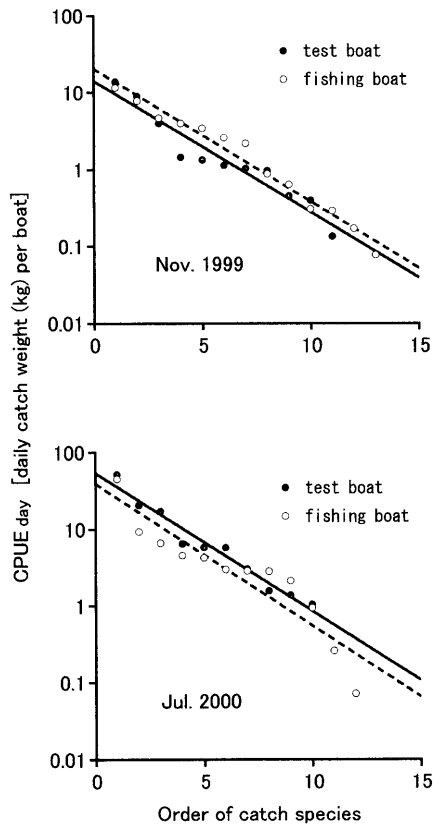 CPUE day [daily catch weight (kg) per boat]
100
10
1
0.1
0.01
test boat
fishing boat
Nov. 1999
0 5 10 15
100
10
1
0.1
0.01
test boat
fishing boat
Jul. 2000
0 5 10 15
Order of catch species